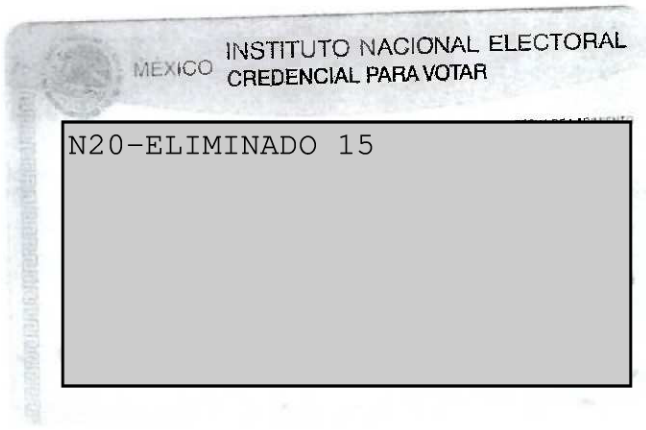 MEXICO INSTITUTO NACIONAL ELECTORAL
CREDENCIAL PARA VOTAR
N20-ELIMINADO 15